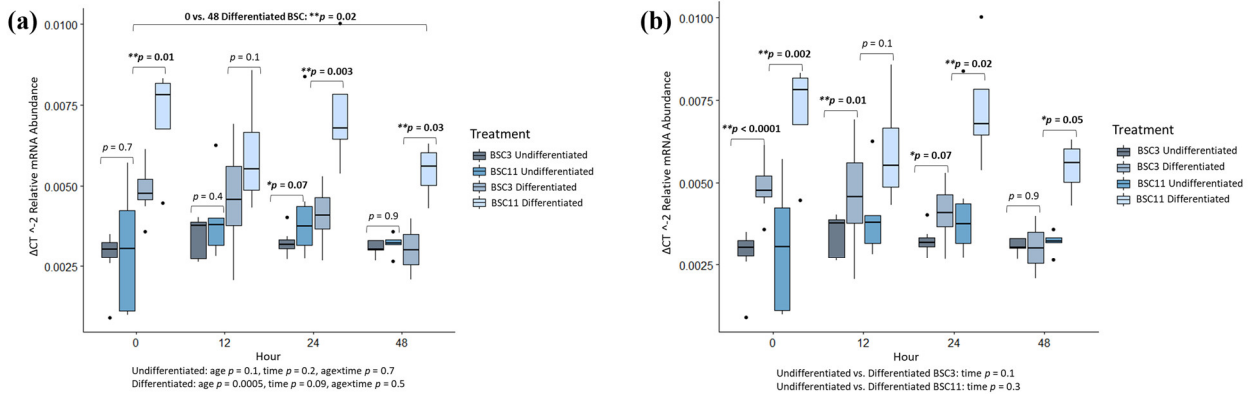 (a)
0 vs. 48 Differentiated BSC: **p = 0.02
0.0100
0.0075
0.0050
0.0025
ΔCT ^-2 Relative mRNA Abundance
**p = 0.01
p = 0.1
**p = 0.003
p = 0.7
**p = 0.03
p = 0.4
*p = 0.07
p = 0.9
Treatment
BSC3 Undifferentiated
BSC11 Undifferentiated
BSC3 Differentiated
BSC11 Differentiated
0 12 24 48
Hour
Undifferentiated: age p = 0.1, time p = 0.2, age×time p = 0.7
Differentiated: age p = 0.0005, time p = 0.09, age×time p = 0.5
(b)
0.0100
0.0075
0.0050
0.0025
ΔCT ^-2 Relative mRNA Abundance
**p = 0.002
p = 0.1
**p = 0.02
**p < 0.0001
**p = 0.01
*p = 0.07
*p = 0.05
p = 0.9
Treatment
BSC3 Undifferentiated
BSC3 Differentiated
BSC11 Undifferentiated
BSC11 Differentiated
0 12 24 48
Hour
Undifferentiated vs. Differentiated BSC3: time p = 0.1
Undifferentiated vs. Differentiated BSC11: time p = 0.3